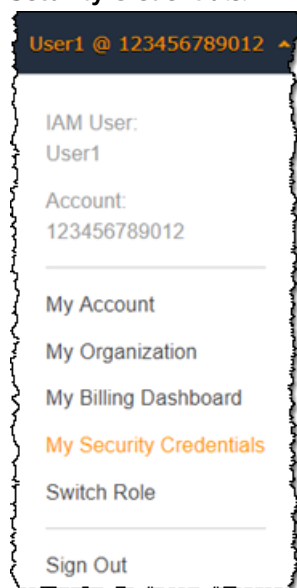 User1 @ 123456789012
IAM User:
User1
Account:
123456789012
My Account
My Organization
My Billing Dashboard
My Security Credentials
Switch Role
Sign Out